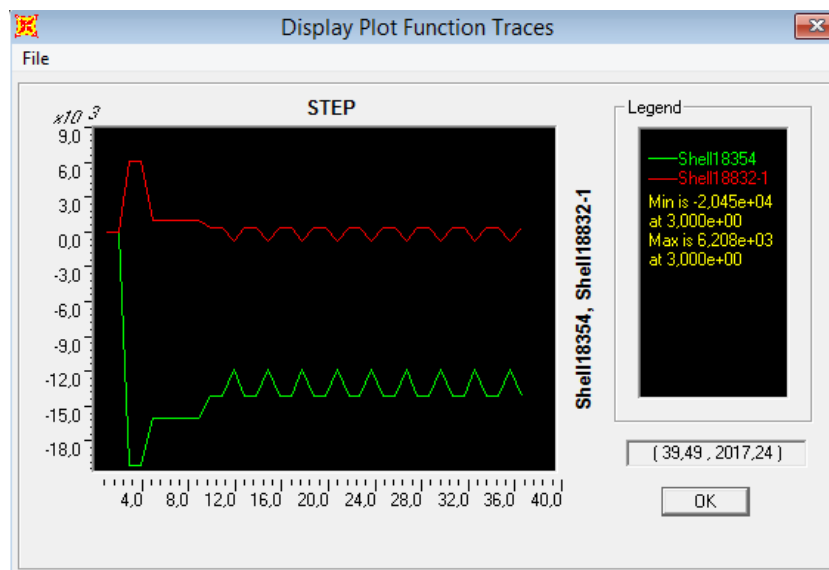 Display Plot Function Traces
File
STEP
x10 3
9,0
6,0
3,0
0,0
-3,0
-6,0
-9,0
-12,0
-15,0
-18,0
4,0 8,0 12,0 16,0 20,0 24,0 28,0 32,0 36,0 40,0
Shell18354, Shell18832-1
Legend
Shell18354
Shell18832-1
Min is -2,045e+04
at 3,000e+00
Max is 6,208e+03
at 3,000e+00
( 39,49 , 2017,24 )
OK